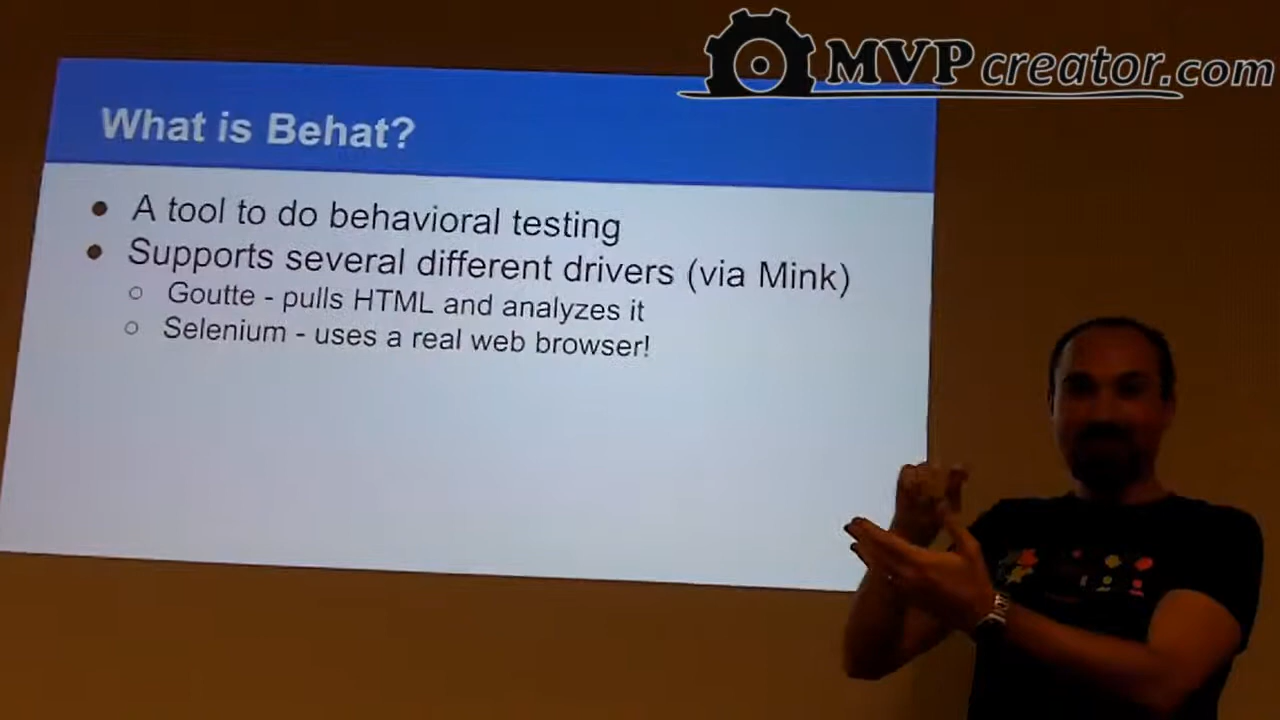 MVPcreator.com
What is Behat?
● A tool to do behavioral testing
● Supports several different drivers (via Mink)
○ Goutte - pulls HTML and analyzes it
○ Selenium - uses a real web browser!